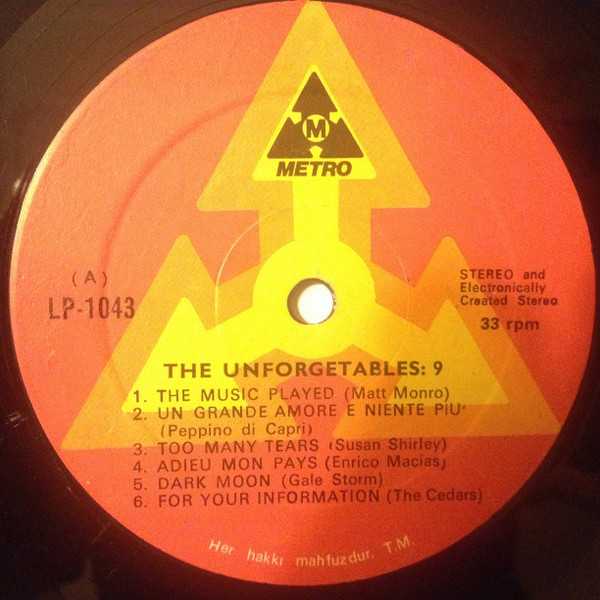 M
METRO
(A)
LP-1043
STEREO and
Electronically
Created Stereo
33 rpm
THE UNFORGETABLES: 9
1. THE MUSIC PLAYED (Matt Monro)
2. UN GRANDE AMORE E NIENTE PIU'
(Peppino di Capri)
3. TOO MANY TEARS (Susan Shirley)
4. ADIEU MON PAYS (Enrico Macias)
5. DARK MOON (Gale Storm)
6. FOR YOUR INFORMATION (The Cedars)
Her hakkı mahfuzdur. T.M.